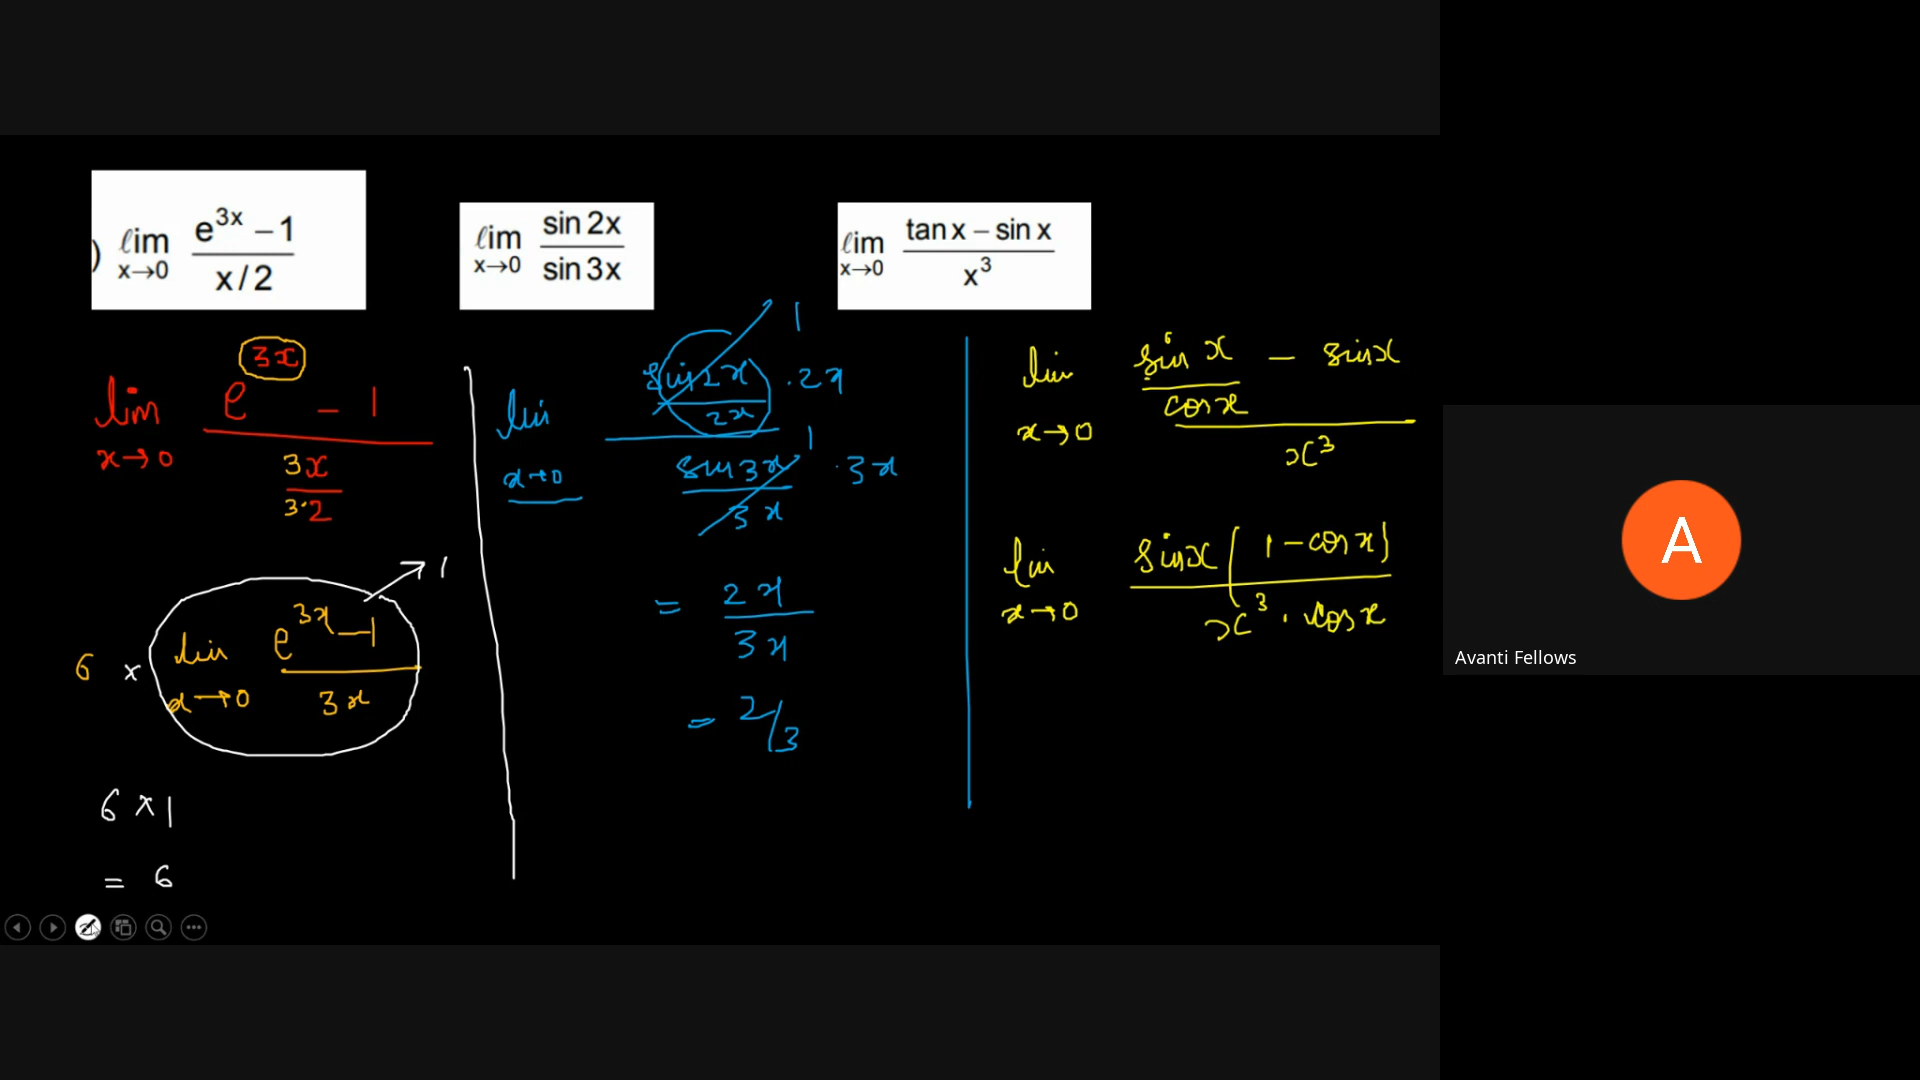 ) ℓim x→0 (e^{3x} – 1)/(x/2)
ℓim x→0 sin 2x / sin 3x
ℓim x→0 (tan x – sin x)/x^3
lim x→0 (e^{3x} - 1)/(3x/3·2)
6 × lim x→0 (e^{3x} - 1)/3x → 1
6 × 1
= 6
lim x→0 (sin 2x/2x · 2x)/(sin 3x/3x · 3x) 1 1
= 2x/3x
= 2/3
lim x→0 (sin x/cos x - sin x)/x^3
lim x→0 sin x (1 - cos x)/(x^3 · cos x)
A
Avanti Fellows